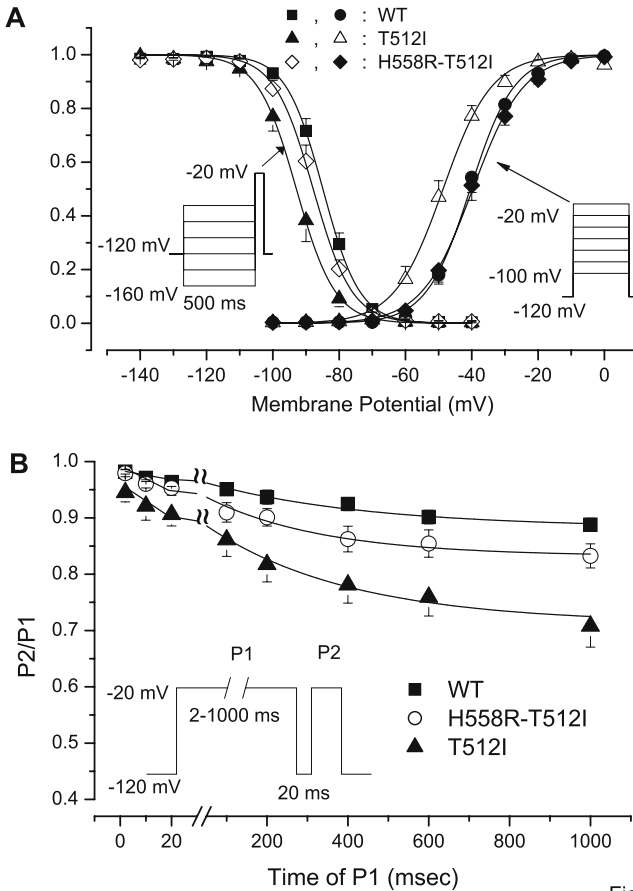 A
, : WT
, : T512I
, : H558R-T512I
1.0
0.8
0.6
0.4
0.2
0.0
-20 mV
-120 mV
-160 mV
500 ms
-20 mV
-100 mV
-120 mV
-140 -120 -100 -80 -60 -40 -20 0
Membrane Potential (mV)
B
1.0
0.9
0.8
0.7
0.6
0.5
0.4
P2/P1
P1 P2
-20 mV
2-1000 ms
-120 mV
20 ms
WT
H558R-T512I
T512I
0 10 20 200 400 600 800 1000
Time of P1 (msec)